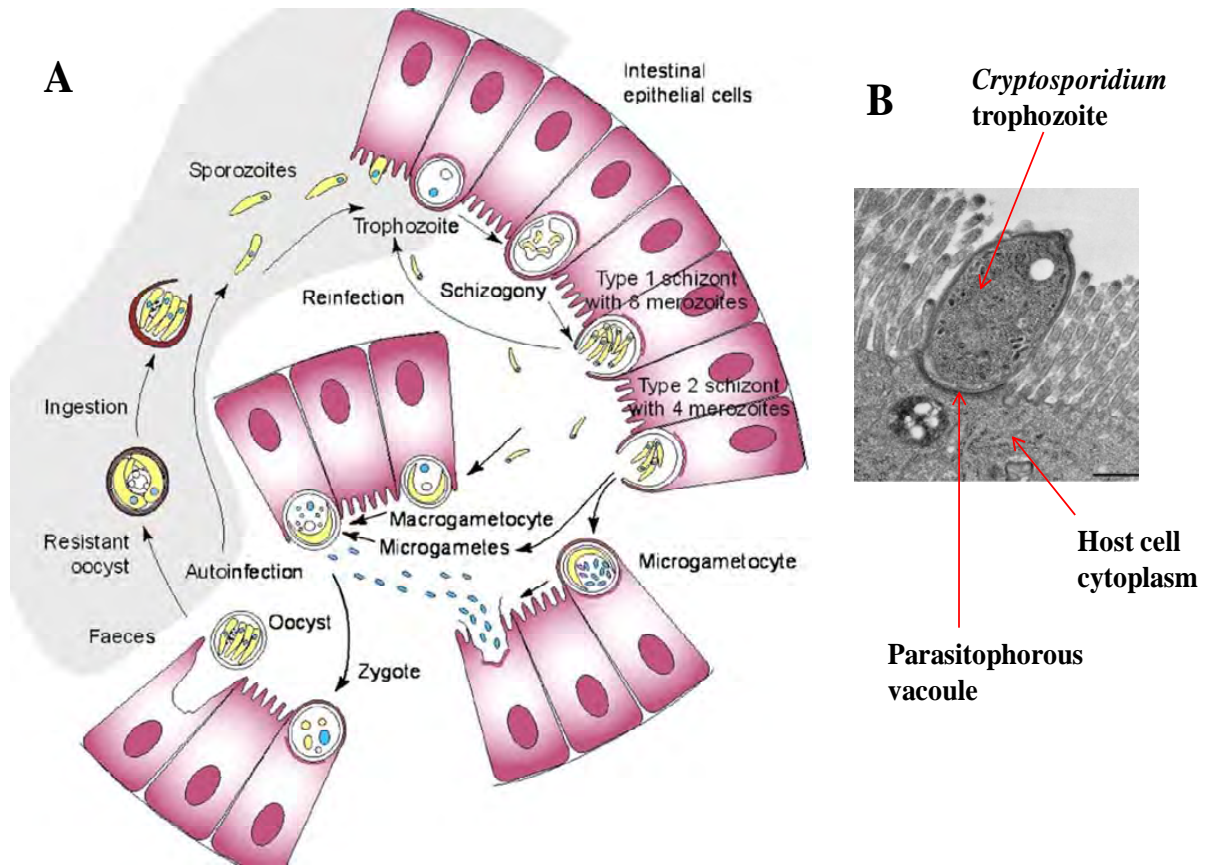 A
Intestinal
epithelial cells
Sporozoites
Trophozoite
Reinfection
Schizogony
Type 1 schizont
with 8 merozoites
Type 2 schizont
with 4 merozoites
Ingestion
Resistant
oocyst
Autoinfection
Macrogametocyte
Microgametes
Microgametocyte
Faeces
Oocyst
Zygote
B
Cryptosporidium
trophozoite
Host cell
cytoplasm
Parasitophorous
vacoule